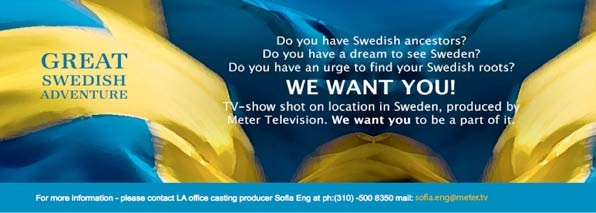 GREAT
SWEDISH
ADVENTURE
Do you have Swedish ancestors?
Do you have a dream to see Sweden?
Do you have an urge to find your Swedish roots?
WE WANT YOU!
TV-show shot on location in Sweden, produced by
Meter Television. We want you to be a part of it.
For more information - please contact LA office casting producer Sofia Eng at ph:(310) -500 8350 mail: sofia.eng@meter.tv